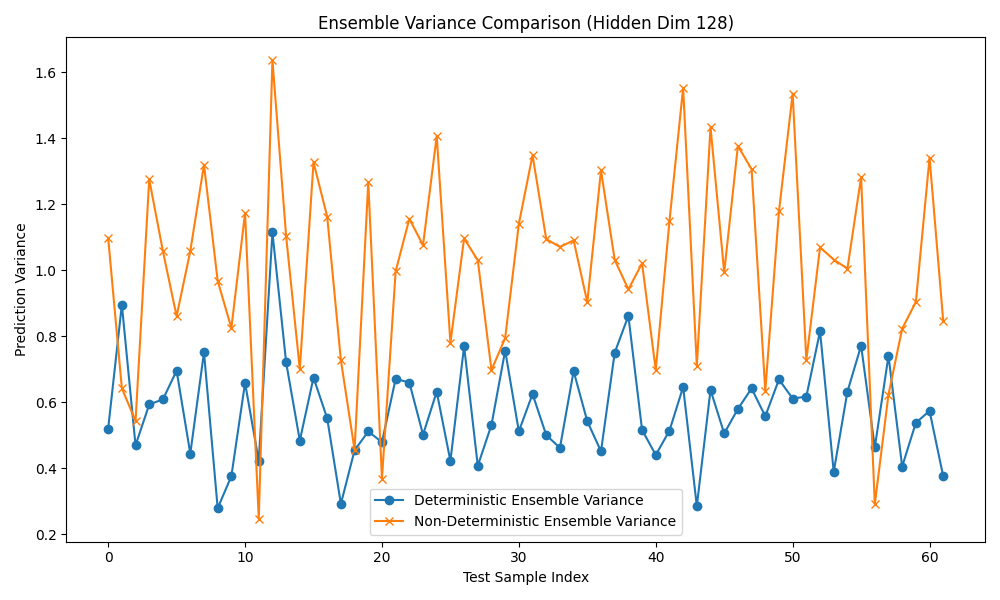 Ensemble Variance Comparison (Hidden Dim 128)
Prediction Variance
1.6
1.4
1.2
1.0
0.8
0.6
0.4
0.2
Deterministic Ensemble Variance
Non-Deterministic Ensemble Variance
0 10 20 30 40 50 60
Test Sample Index